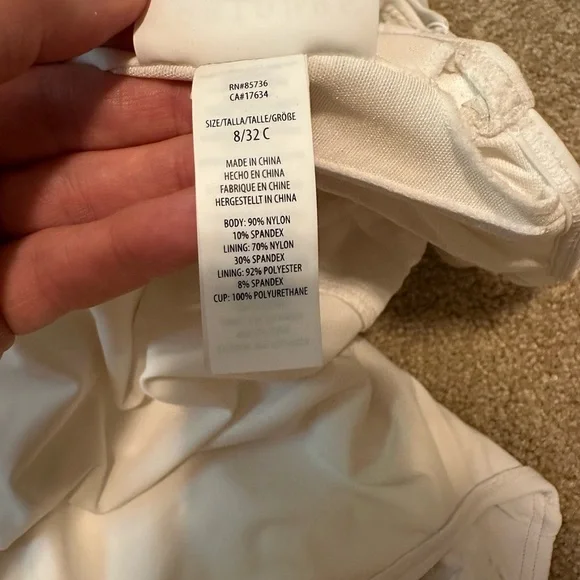 RN#85736
CA#17634
SIZE/TALLA/TALLE/GRÖßE
8/32 C
MADE IN CHINA
HECHO EN CHINA
FABRIQUE EN CINE
HERGESTELLT IN CHINA
BODY: 90% NYLON
10% SPANDEX
LINING: 70% NYLON
30% SPANDEX
LINING: 92% POLYESTER
8% SPANDEX
CUP: 100% POLYURETHANE